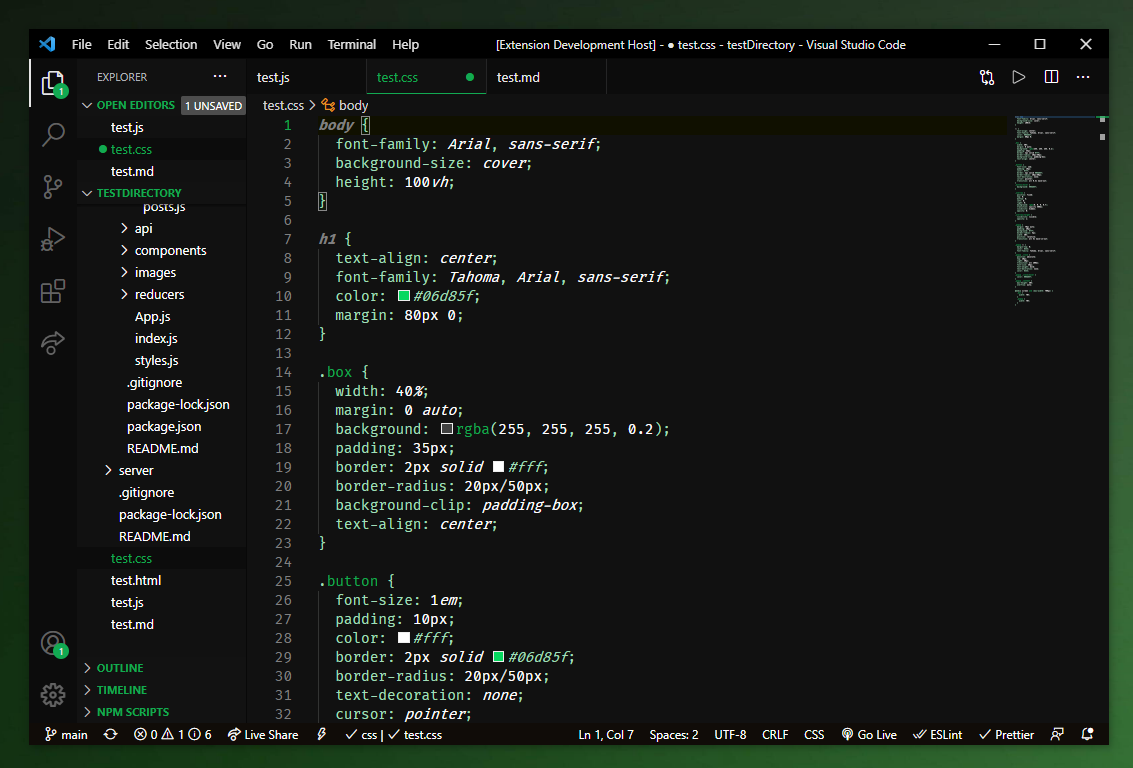 File Edit Selection View Go Run Terminal Help [Extension Development Host] - ● test.css - testDirectory - Visual Studio Code
EXPLORER ···
1
OPEN EDITORS 1 UNSAVED
test.js
test.css
test.md
TESTDIRECTORY
posts.js
api
components
images
reducers
App.js
index.js
styles.js
.gitignore
package-lock.json
package.json
README.md
server
.gitignore
package-lock.json
README.md
test.css
test.html
test.js
test.md
1
OUTLINE
TIMELINE
NPM SCRIPTS
test.js test.css test.md
test.css > body
1 body {
2 font-family: Arial, sans-serif;
3 background-size: cover;
4 height: 100vh;
5 }
6
7 h1 {
8 text-align: center;
9 font-family: Tahoma, Arial, sans-serif;
10 color: #06d85f;
11 margin: 80px 0;
12 }
13
14 .box {
15 width: 40%;
16 margin: 0 auto;
17 background: rgba(255, 255, 255, 0.2);
18 padding: 35px;
19 border: 2px solid #fff;
20 border-radius: 20px/50px;
21 background-clip: padding-box;
22 text-align: center;
23 }
24
25 .button {
26 font-size: 1em;
27 padding: 10px;
28 color: #fff;
29 border: 2px solid #06d85f;
30 border-radius: 20px/50px;
31 text-decoration: none;
32 cursor: pointer;
main 0 1 6 Live Share css | test.css Ln 1, Col 7 Spaces: 2 UTF-8 CRLF CSS Go Live ESLint Prettier